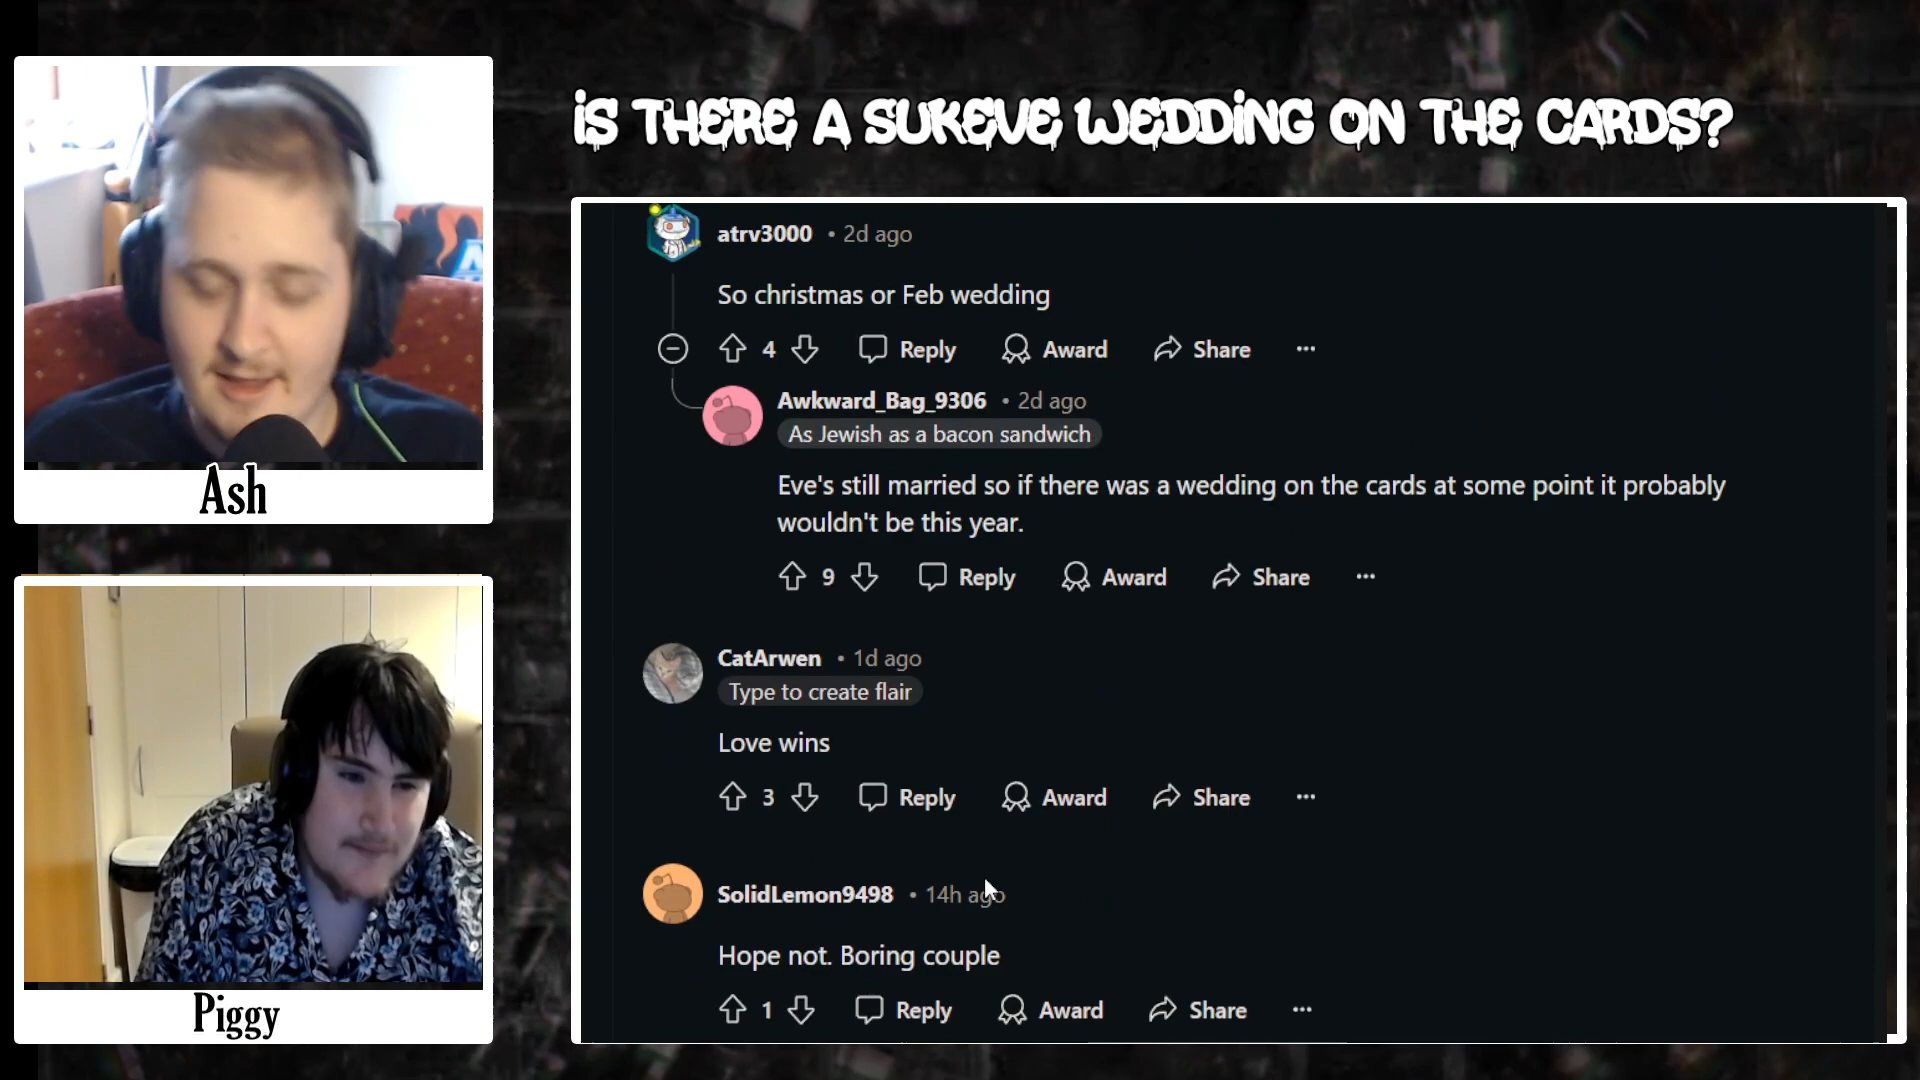 IS THERE A SUKEVE WEDDING ON THE CARDS?
Ash
Piggy
atrv3000 • 2d ago
So christmas or Feb wedding
4 Reply Award Share ...
Awkward_Bag_9306 • 2d ago
As Jewish as a bacon sandwich
Eve's still married so if there was a wedding on the cards at some point it probably
wouldn't be this year.
9 Reply Award Share ...
CatArwen • 1d ago
Type to create flair
Love wins
3 Reply Award Share ...
SolidLemon9498 • 14h ago
Hope not. Boring couple
1 Reply Award Share ...